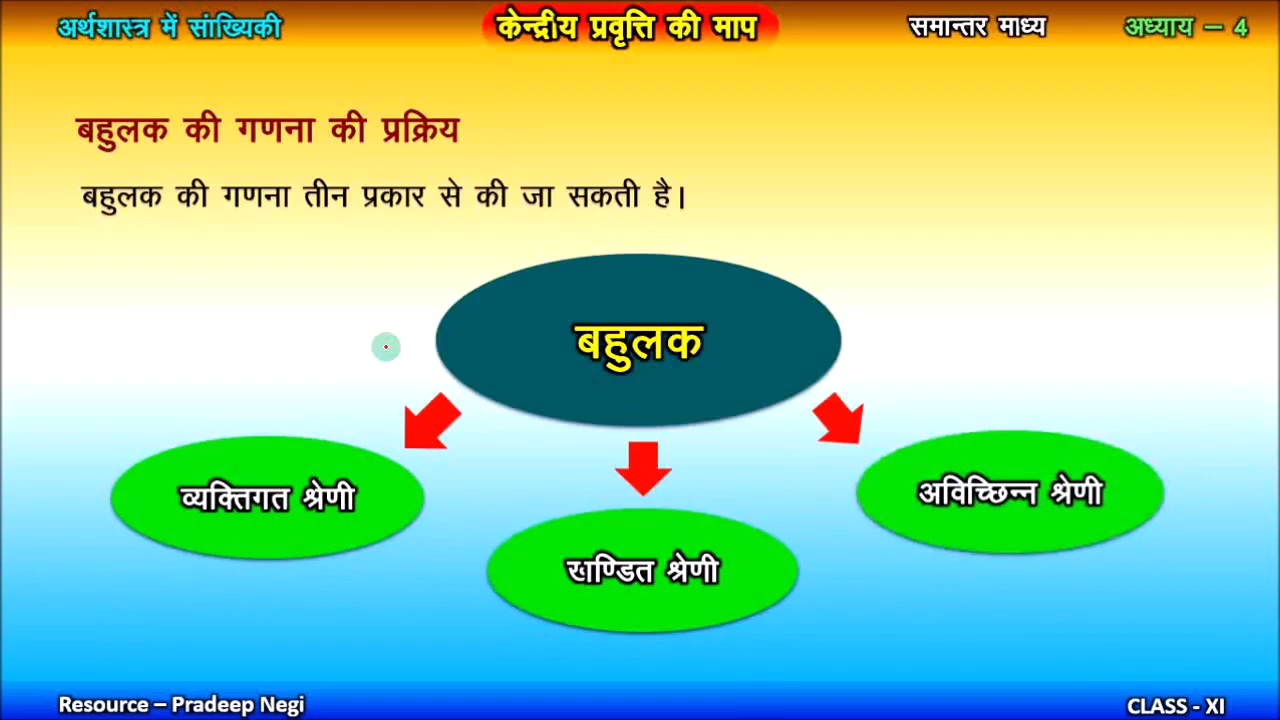 अर्थशास्त्र में सांख्यिकी
केन्द्रीय प्रवृत्ति की माप
समान्तर माध्य
अध्याय – 4
बहुलक की गणना की प्रक्रिय
बहुलक की गणना तीन प्रकार से की जा सकती है।
बहुलक
व्यक्तिगत श्रेणी
खण्डित श्रेणी
अविच्छिन्न श्रेणी
Resource – Pradeep Negi
CLASS - XI